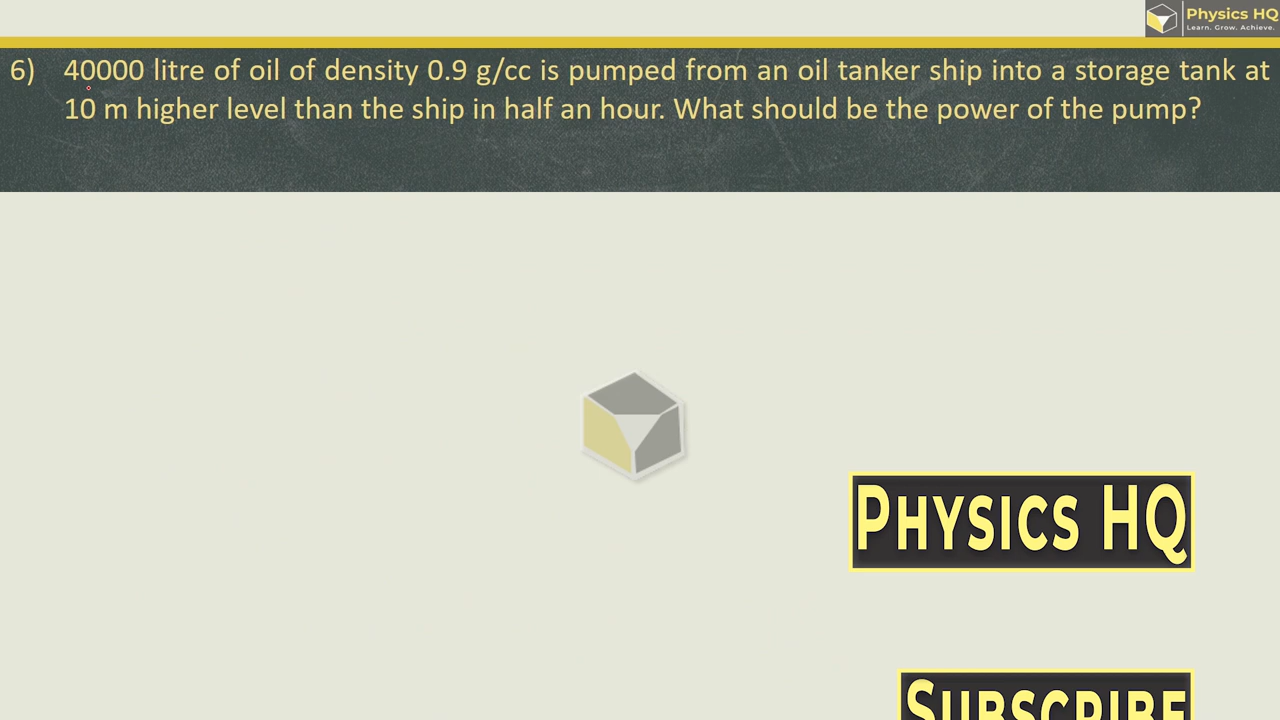 Physics HQ
Learn. Grow. Achieve.
6) 40000 litre of oil of density 0.9 g/cc is pumped from an oil tanker ship into a storage tank at
10 m higher level than the ship in half an hour. What should be the power of the pump?
PHYSICS HQ
SUBSCRIBE